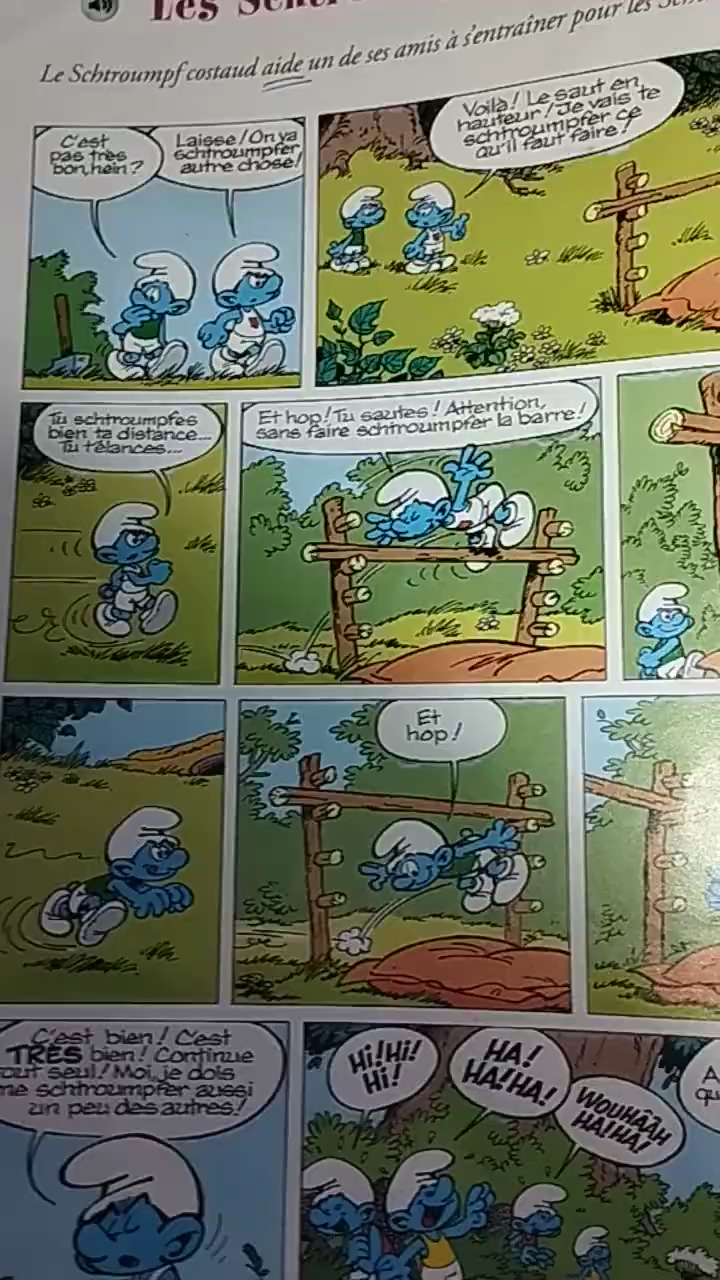 Les
Le Schtroumpf costaud aide un de ses amis à s'entraîner pour les
C'est
pas très
bon, hein ?
Laisse ! On va
schtroumpfer
autre chose !
Voilà ! Le saut en
hauteur ! Je vais te
schtroumpfer ce
qu'il faut faire !
Tu schtroumpfes
bien ta distance...
Tu t'élances...
Et hop ! Tu sautes ! Attention,
sans faire schtroumpfer la barre !
Et
hop !
C'est bien ! C'est
TRÈS bien ! Continue
tout seul ! Moi, je dois
me schtroumpfer aussi
un peu des autres !
Hi ! Hi !
Hi !
HA !
HA ! HA !
WOUHÂÂH
HA ! HA !